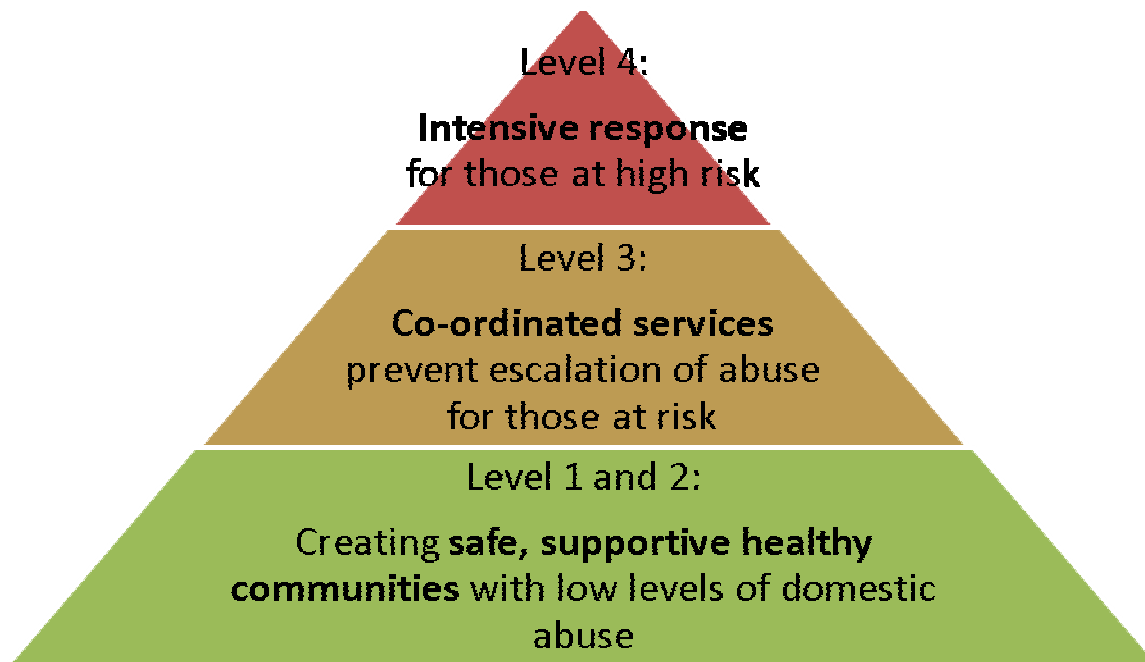 Level 4:
Intensive response
for those at high risk
Level 3:
Co-ordinated services
prevent escalation of abuse
for those at risk
Level 1 and 2:
Creating safe, supportive healthy
communities with low levels of domestic
abuse